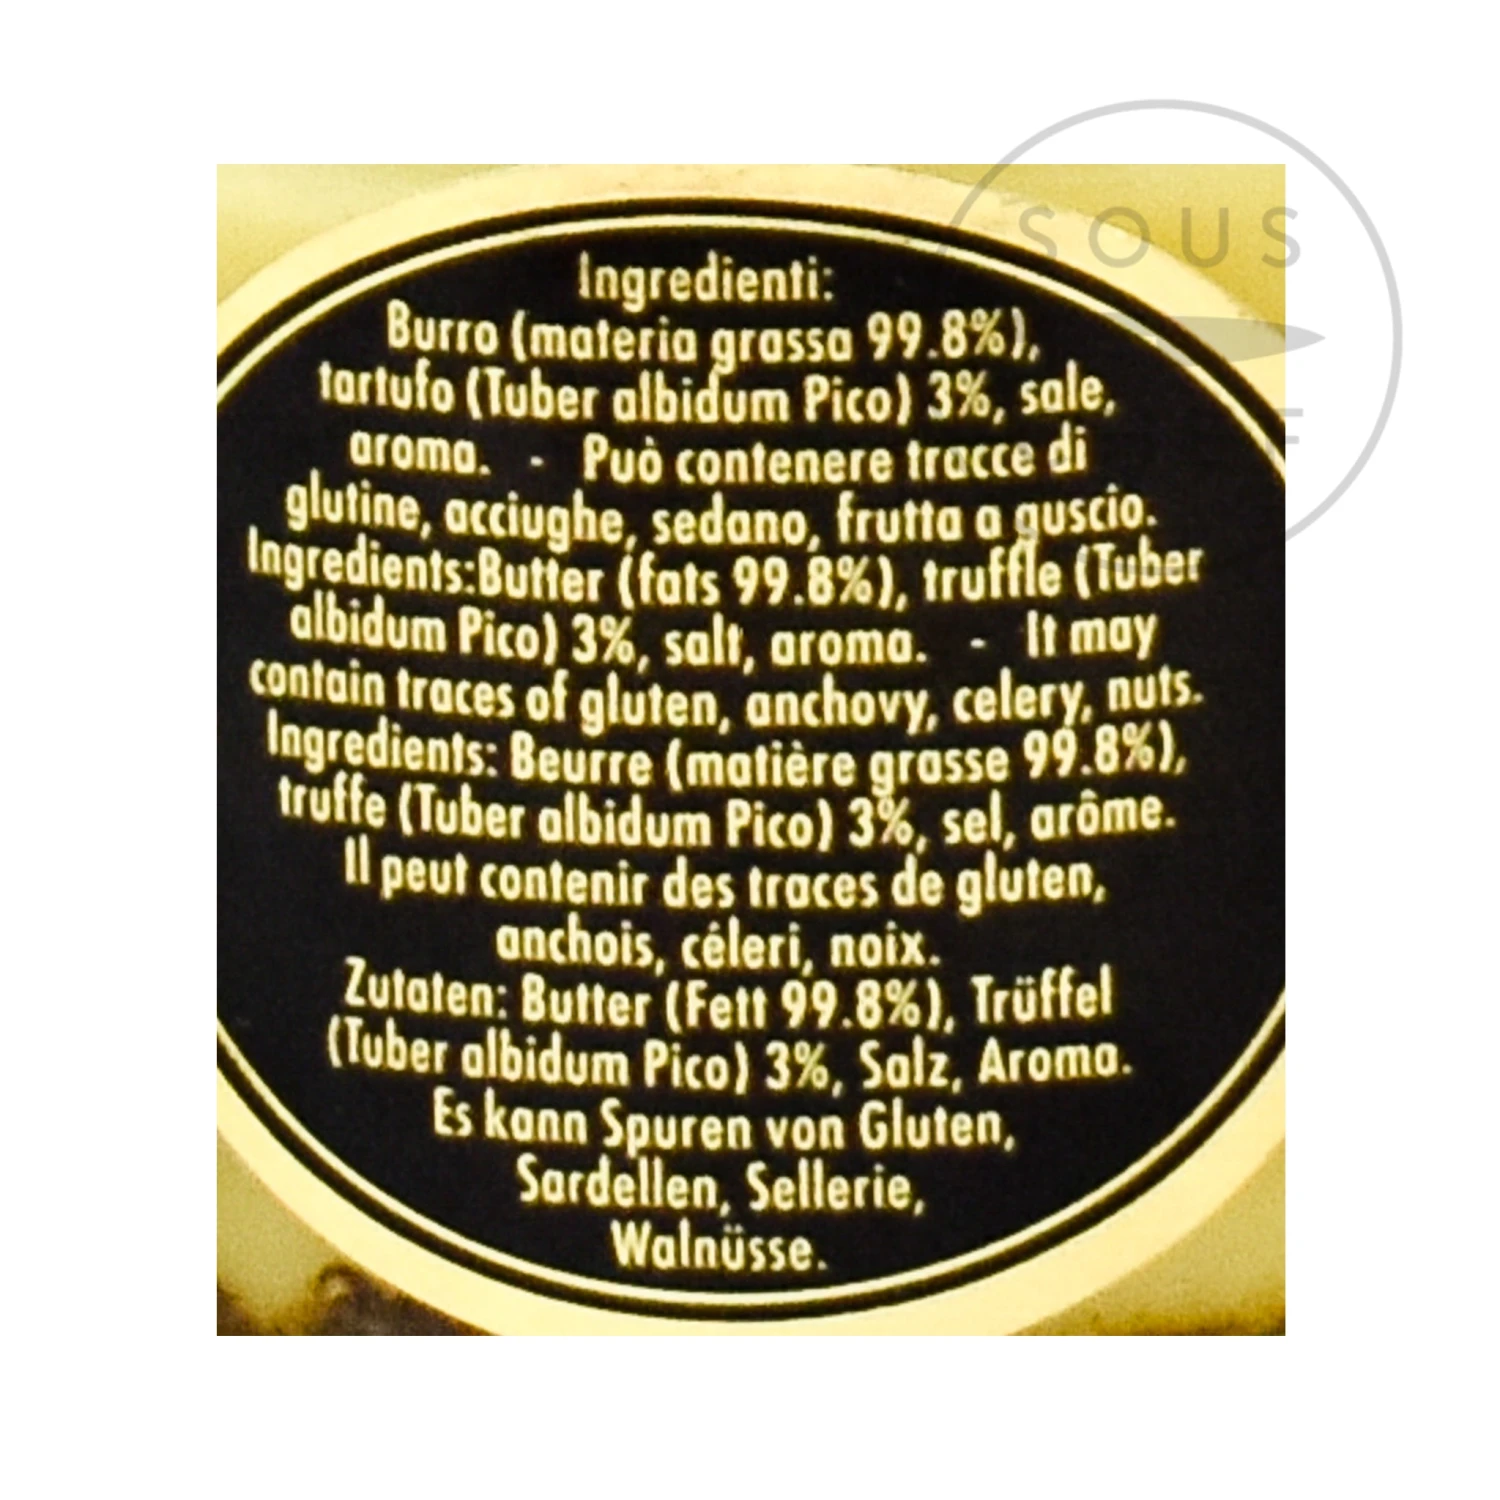 SOUS
Ingredienti:
Burro (materia grassa 99.8%),
tartufo (Tuber albidum Pico) 3%, sale,
aroma. - Può contenere tracce di
glutine, acciughe, sedano, frutta a guscio.
Ingredients:Butter (fats 99.8%), truffle (Tuber
albidum Pico) 3%, salt, aroma. - It may
contain traces of gluten, anchovy, celery, nuts.
Ingredients: Beurre (matière grasse 99.8%),
truffe (Tuber albidum Pico) 3%, sel, arôme.
Il peut contenir des traces de gluten,
anchois, céleri, noix.
Zutaten: Butter (Fett 99.8%), Trüffel
(Tuber albidum Pico) 3%, Salz, Aroma.
Es kann Spuren von Gluten,
Sardellen, Sellerie,
Walnüsse.